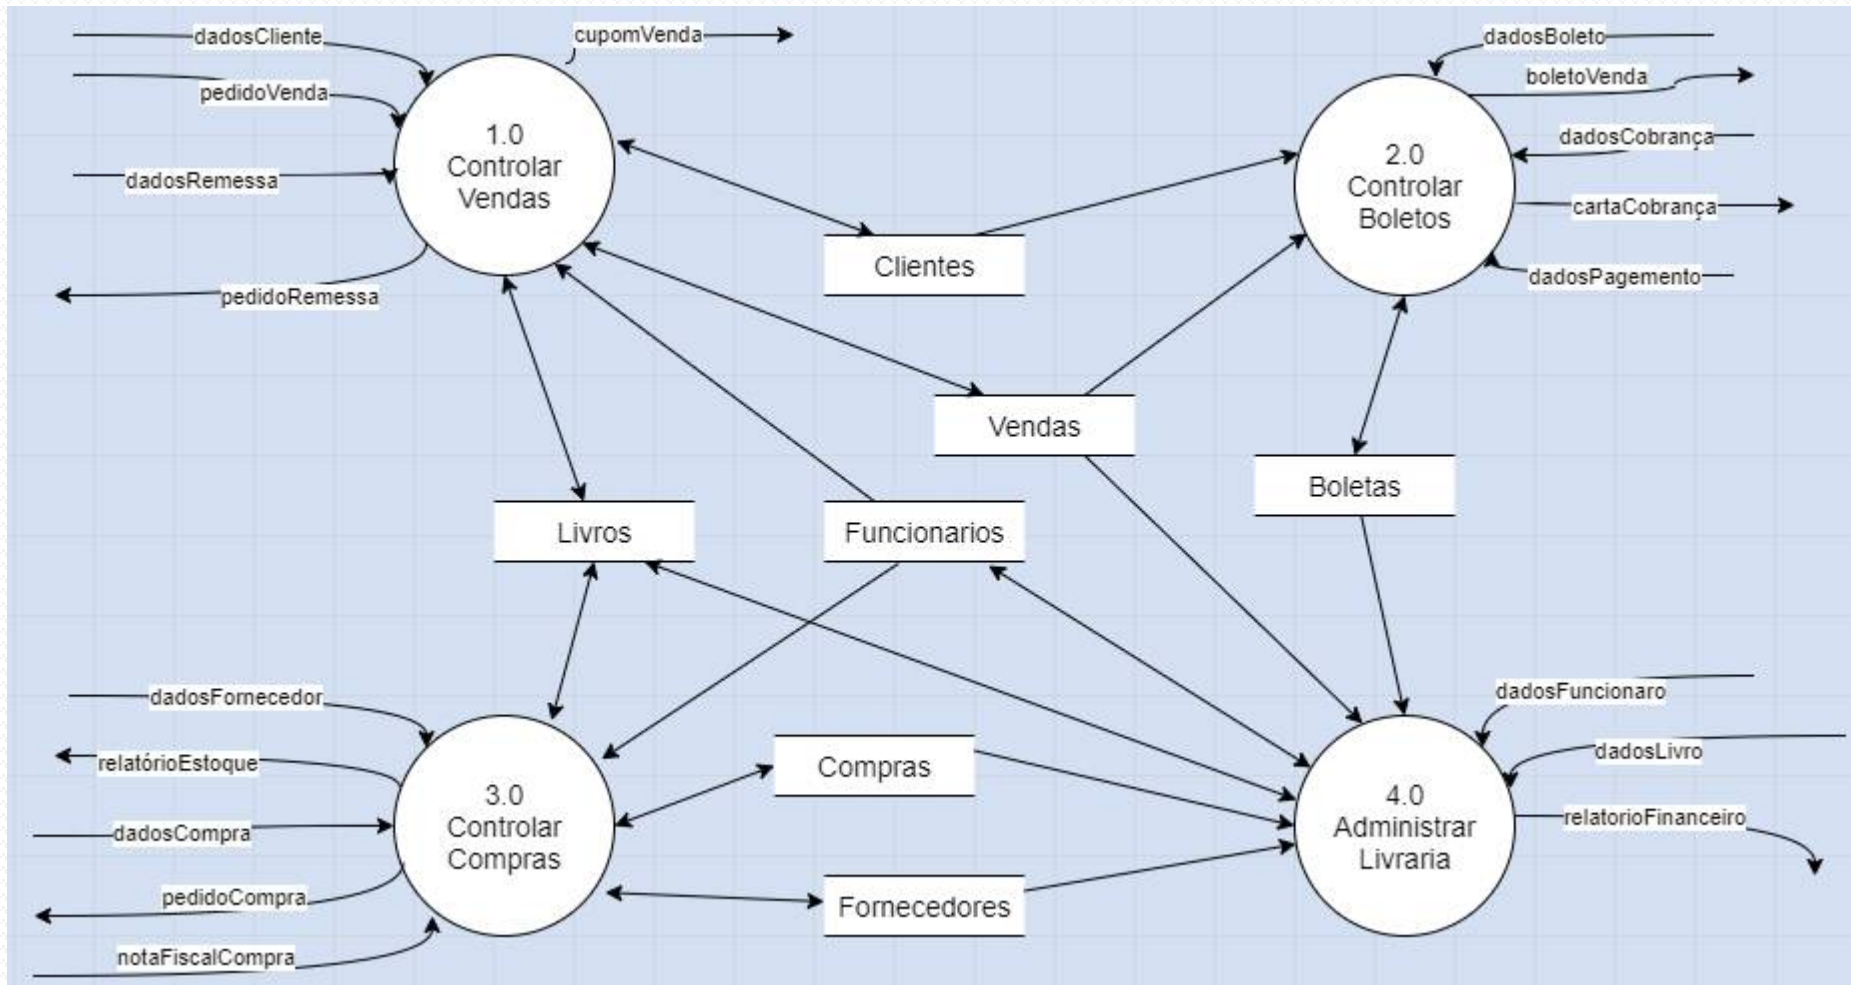 dadosCliente
cupomVenda
pedidoVenda
dadosRemessa
pedidoRemessa
1.0
Controlar
Vendas
dadosBoleto
boletoVenda
dadosCobrança
cartaCobrança
dadosPagemento
2.0
Controlar
Boletos
Clientes
Vendas
Boletas
Livros
Funcionarios
dadosFornecedor
relatórioEstoque
dadosCompra
pedidoCompra
notaFiscalCompra
3.0
Controlar
Compras
Compras
Fornecedores
4.0
Administrar
Livraria
dadosFuncionaro
dadosLivro
relatorioFinanceiro